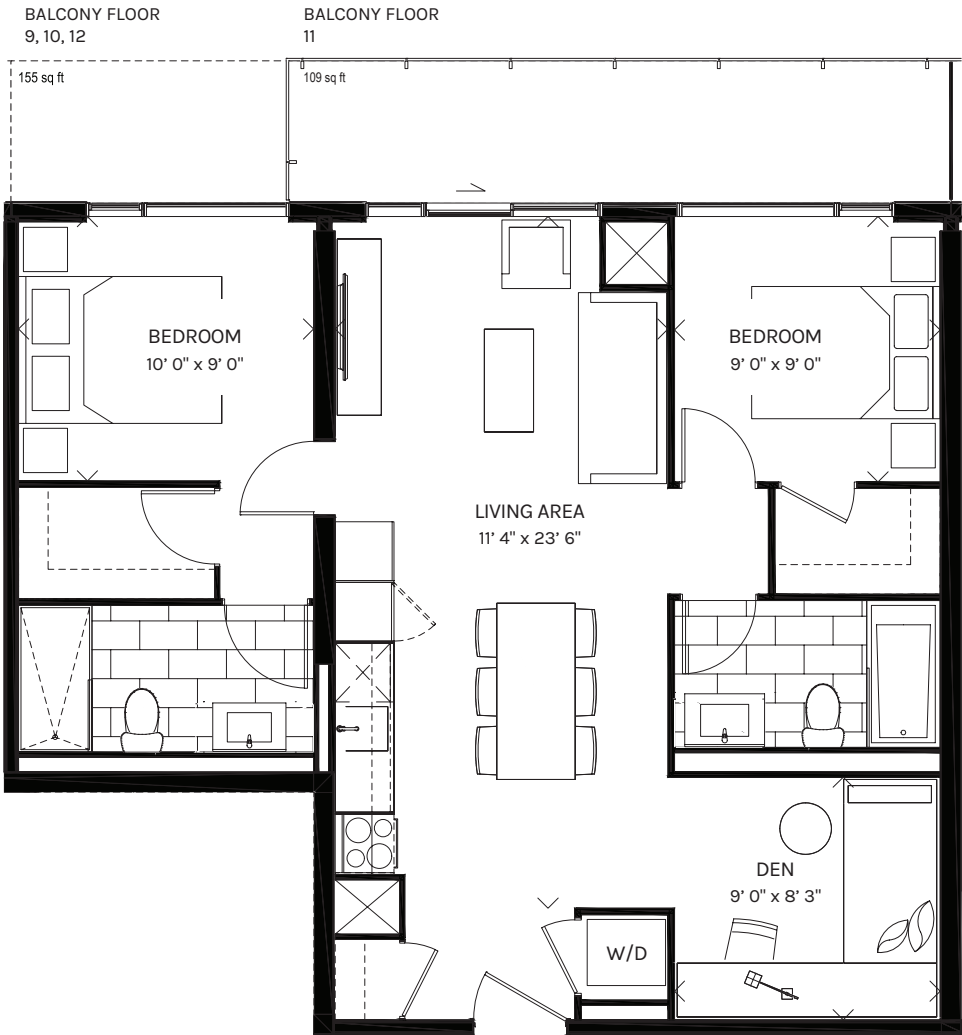 BALCONY FLOOR
9, 10, 12
BALCONY FLOOR
11
155 sq ft
109 sq ft
BEDROOM
10' 0" x 9' 0"
BEDROOM
9' 0" x 9' 0"
LIVING AREA
11' 4" x 23' 6"
DEN
9' 0" x 8' 3"
W/D